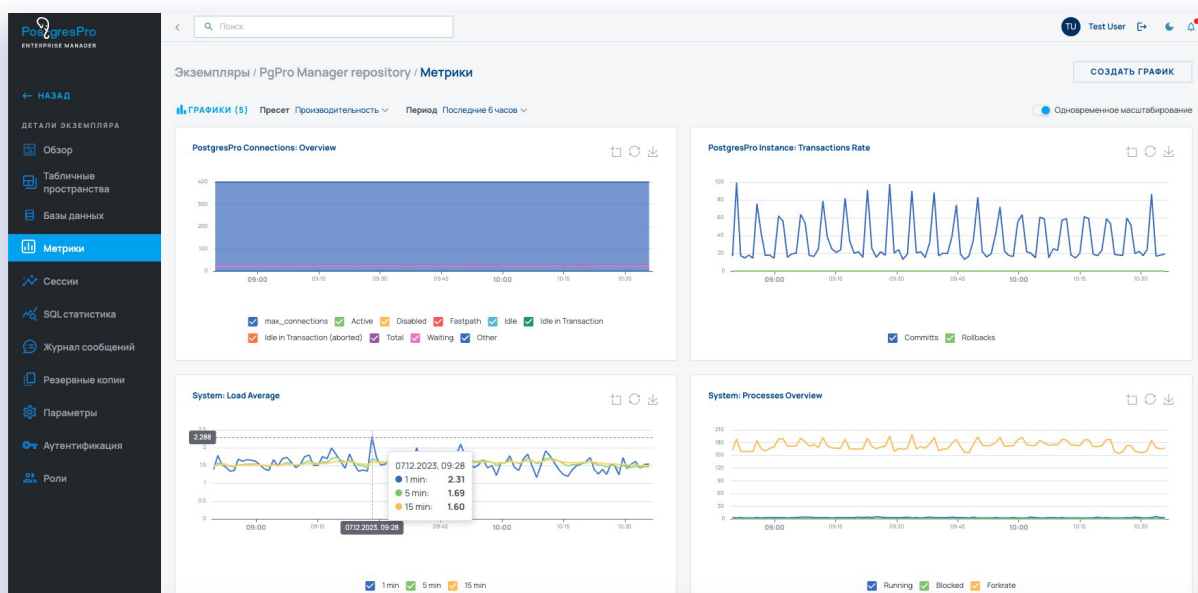 PostgresPro
ENTERPRISE MANAGER
Поиск
TU Test User
← НАЗАД
ДЕТАЛИ ЭКЗЕМПЛЯРА
Обзор
Табличные
пространства
Базы данных
Метрики
Сессии
SQL статистика
Журнал сообщений
Резервные копии
Параметры
Аутентификация
Роли
Экземпляры / PgPro Manager repository / Метрики
СОЗДАТЬ ГРАФИК
ГРАФИКИ (5) Пресет Производительность Период Последние 6 часов
Одновременное масштабирование
PostgresPro Connections: Overview
400
300
200
100
0
09:00 09:15 09:30 09:45 10:00 10:15 10:30
max_connections Active Disabled Fastpath Idle Idle in Transaction
Idle in Transaction (aborted) Total Waiting Other
PostgresPro Instance: Transactions Rate
100
80
60
40
20
0
09:00 09:15 09:30 09:45 10:00 10:15 10:30
Committs Rollbacks
System: Load Average
2.5
2.288
2
1.5
1
0.5
0
09:00 09:15 07.12.2023, 09:28 09:45 10:00 10:15 10:30
07.12.2023, 09:28
1 min: 2.31
5 min: 1.69
15 min: 1.60
1 min 5 min 15 min
System: Processes Overview
210
180
150
120
90
60
30
0
09:00 09:15 09:30 09:45 10:00 10:15 10:30
Running Blocked Forkrate